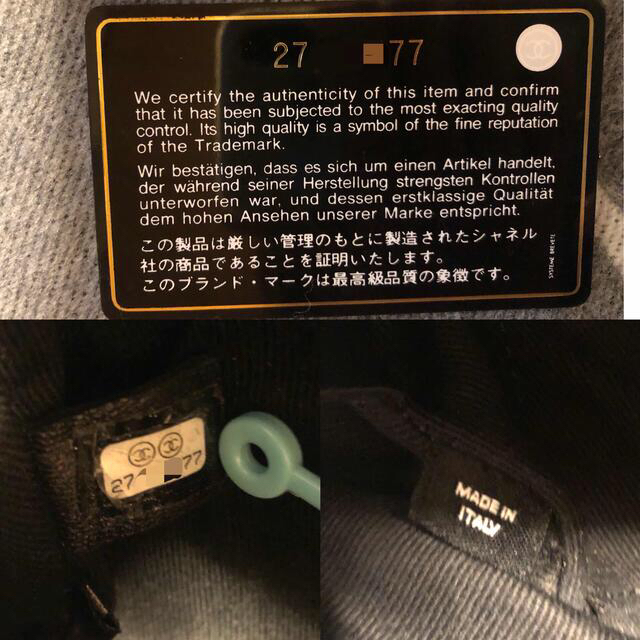 27 77
We certify the authenticity of this item and confirm
that it has been subjected to the most exacting quality
control. Its high quality is a symbol of the fine reputation
of the Trademark.
Wir bestätigen, dass es sich um einen Artikel handelt,
der während seiner Herstellung strengsten Kontrollen
unterworfen war, und dessen erstklassige Qualität
dem hohen Ansehen unserer Marke entspricht.
この製品は厳しい管理のもとに製造されたシャネル
社の商品であることを証明いたします。
このブランド・マークは最高級品質の象徴です。
274 77
MADE IN
ITALY